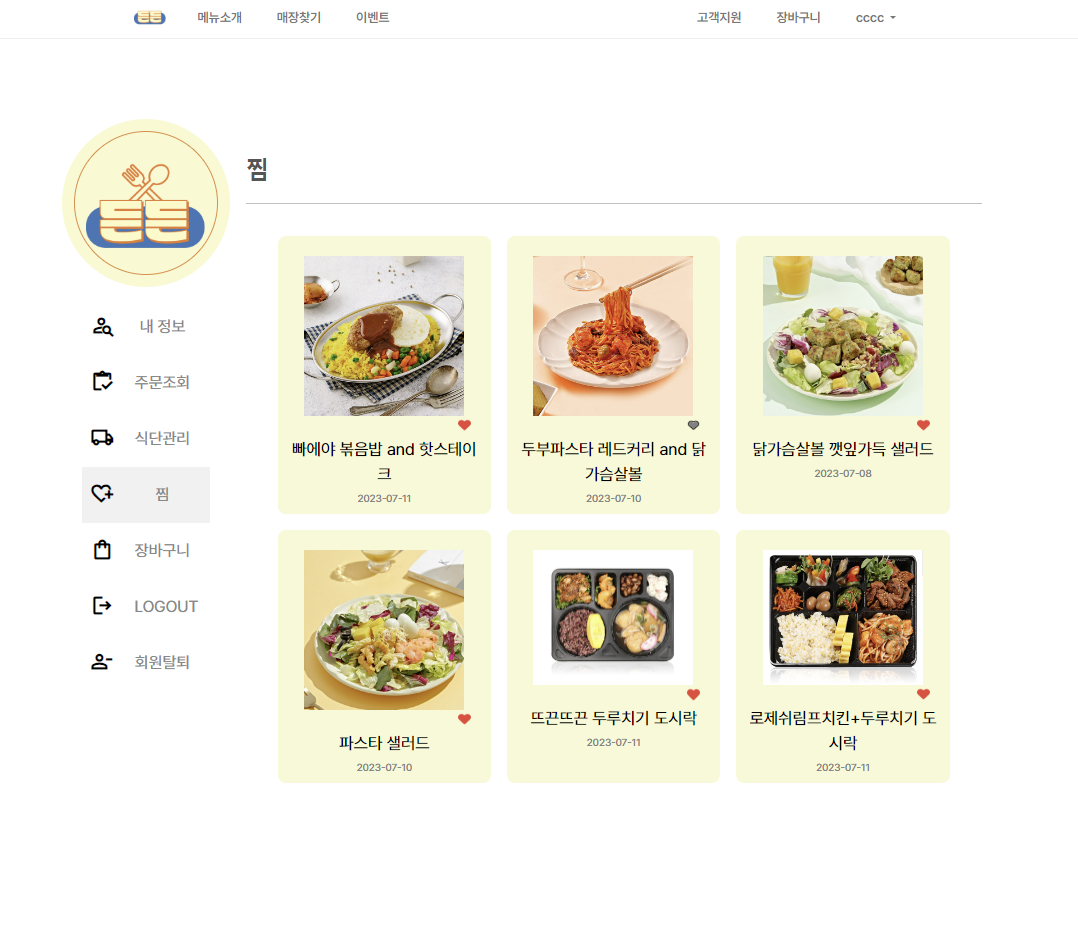 든든
메뉴소개 매장찾기 이벤트 고객지원 장바구니 cccc
든든
찜
내 정보
주문조회
식단관리
찜
장바구니
LOGOUT
회원탈퇴
빠에야 볶음밥 and 핫스테이
크
2023-07-11
두부파스타 레드커리 and 닭
가슴살볼
2023-07-10
닭가슴살볼 깻잎가득 샐러드
2023-07-08
파스타 샐러드
2023-07-10
뜨끈뜨끈 두루치기 도시락
2023-07-11
로제쉬림프치킨+두루치기 도
시락
2023-07-11